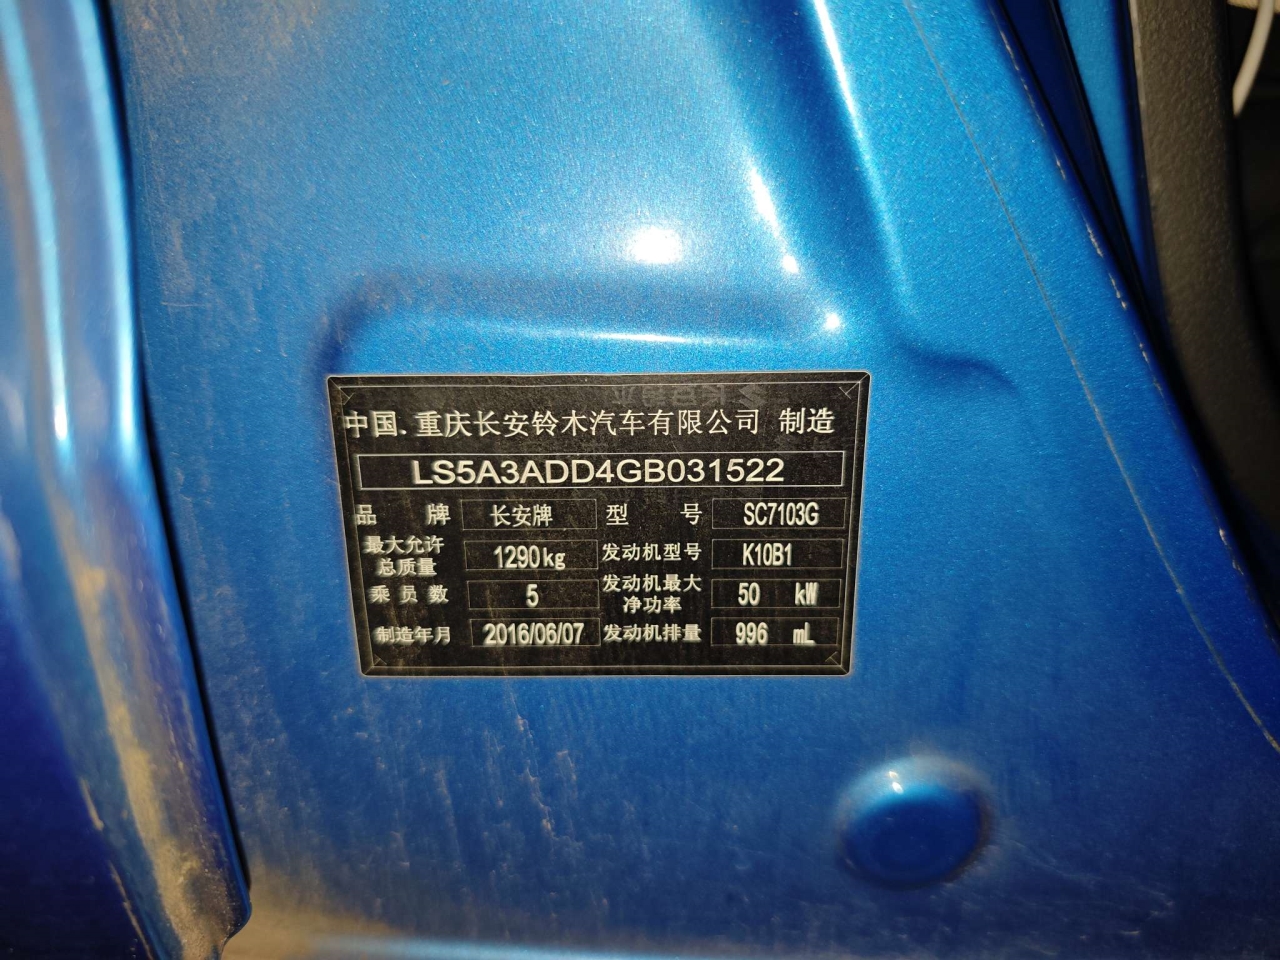 中国.重庆长安铃木汽车有限公司 制造
LS5A3ADD4GB031522
品 牌 长安牌 型 号 SC7103G
最大允许总质量 1290kg 发动机型号 K10B1
乘员数 5 发动机最大净功率 50 kW
制造年月 2016/06/07 发动机排量 996 mL